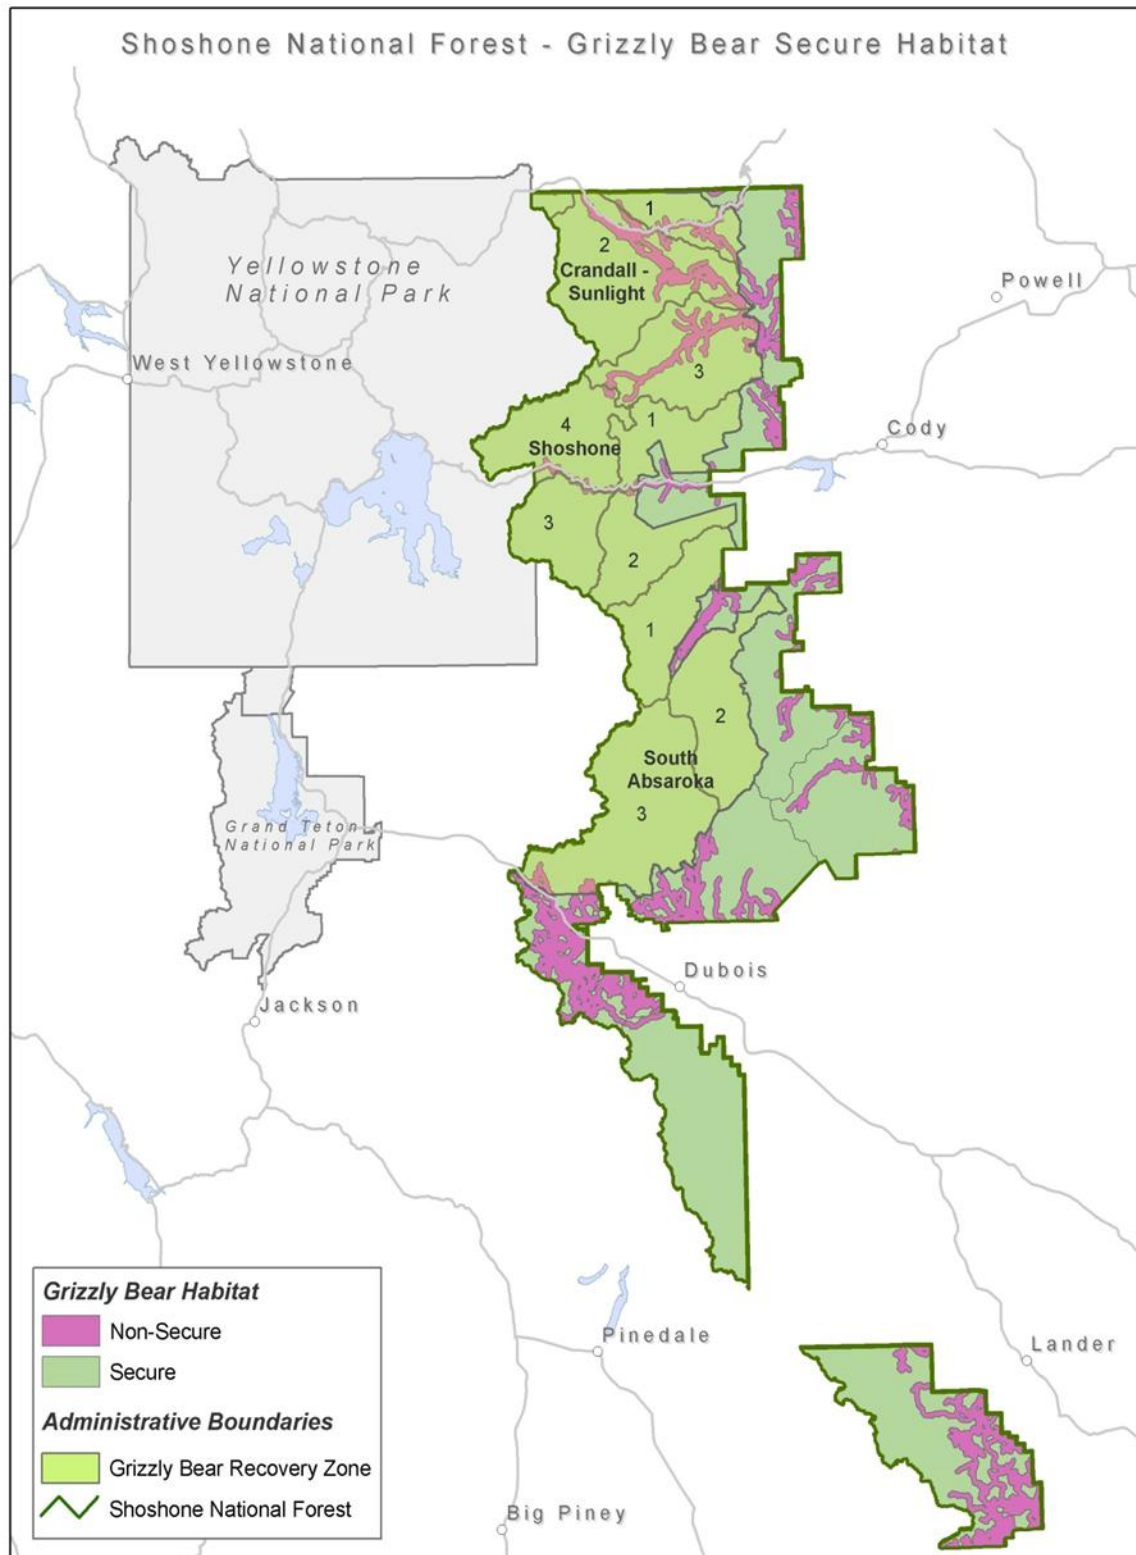 Shoshone National Forest - Grizzly Bear Secure Habitat
1
2
Crandall -
Sunlight
Yellowstone
National Park
Powell
West Yellowstone
3
4
1
Shoshone
Cody
3
2
1
2
South
Absaroka
3
Grand Teton
National Park
Dubois
Jackson
Grizzly Bear Habitat
Non-Secure
Secure
Administrative Boundaries
Grizzly Bear Recovery Zone
Shoshone National Forest
Pinedale
Lander
Big Piney